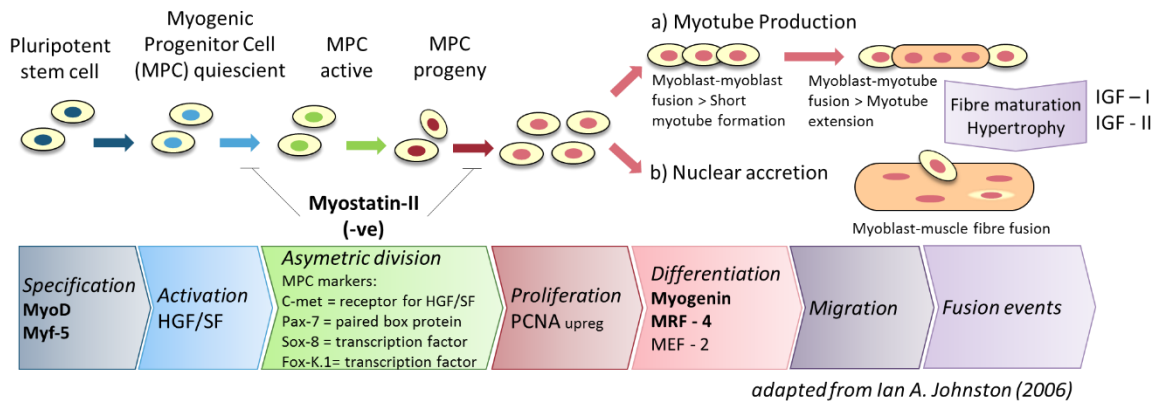 Pluripotent
stem cell
Myogenic
Progenitor Cell
(MPC) quiescient
MPC
active
MPC
progeny
a) Myotube Production
Myoblast-myoblast
fusion > Short
myotube formation
Myoblast-myotube
fusion > Myotube
extension
Fibre maturation
Hypertrophy
IGF – I
IGF - II
b) Nuclear accretion
Myoblast-muscle fibre fusion
Myostatin-II
(-ve)
Specification
MyoD
Myf-5
Activation
HGF/SF
Asymetric division
MPC markers:
C-met = receptor for HGF/SF
Pax-7 = paired box protein
Sox-8 = transcription factor
Fox-K.1= transcription factor
Proliferation
PCNA upreg
Differentiation
Myogenin
MRF - 4
MEF - 2
Migration
Fusion events
adapted from Ian A. Johnston (2006)